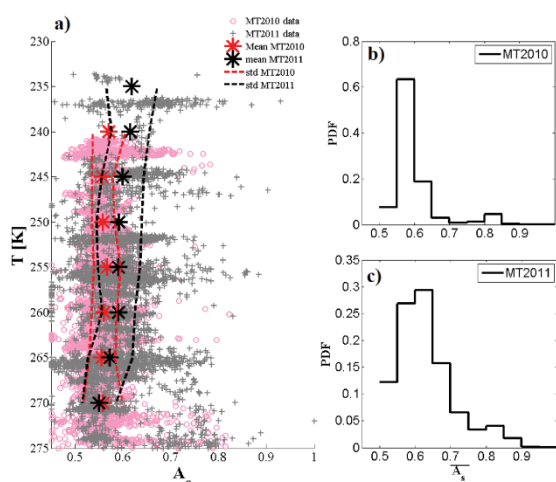 a)
MT2010 data
MT2011 data
Mean MT2010
mean MT2011
std MT2010
std MT2011
230
235
240
245
250
255
260
265
270
275
T [K]
0.5
0.6
0.7
0.8
0.9
1
A_s
b)
MT2010
0.8
0.6
0.4
0.2
0
PDF
0.5
0.6
0.7
0.8
0.9
c)
MT2011
0.35
0.3
0.25
0.2
0.15
0.1
0.05
0
PDF
0.5
0.6
0.7
0.8
0.9
A_s